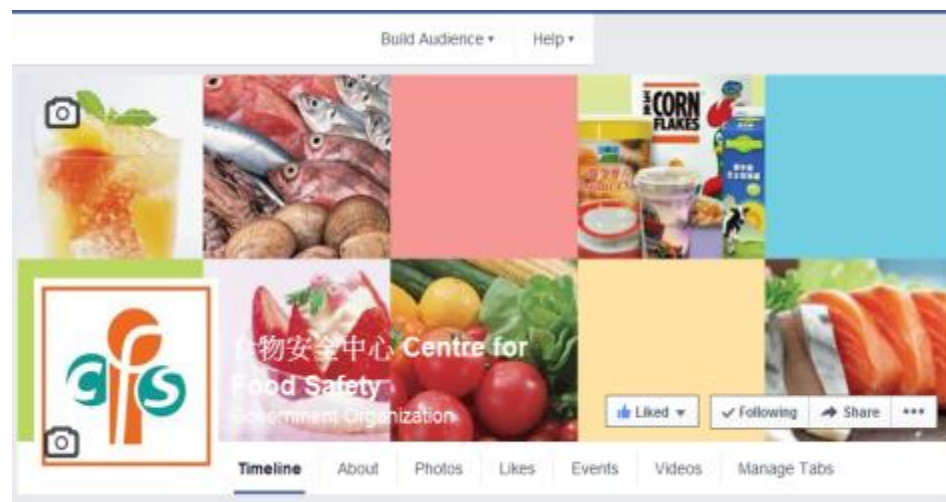 Build Audience Help
CORN
FLAKES
食物安全中心 Centre for
Food Safety
Government Organization
cfs
Liked Following Share
Timeline About Photos Likes Events Videos Manage Tabs